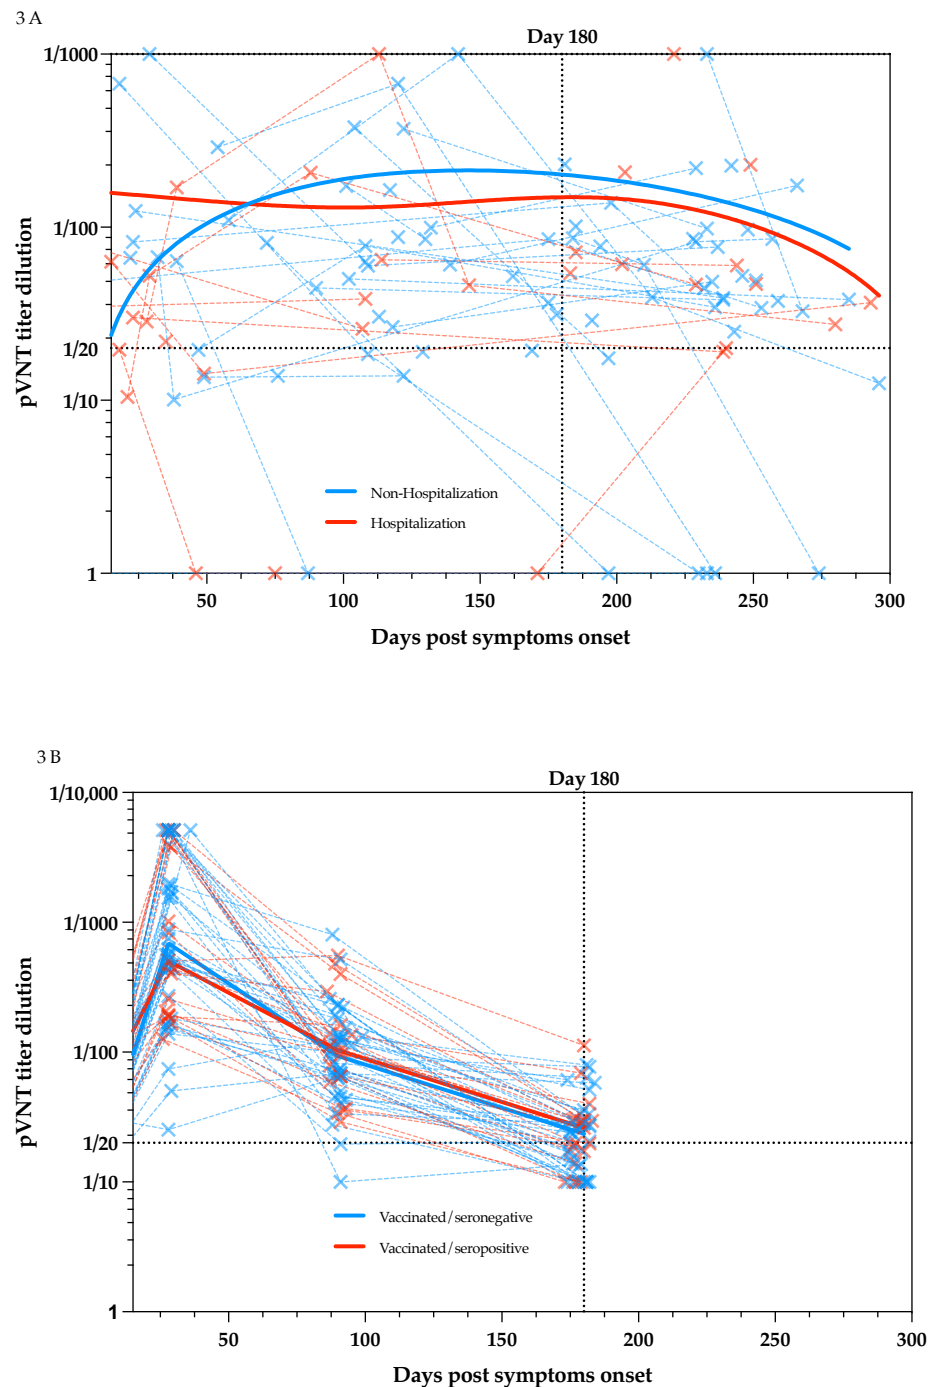 3 A
Day 180
1/1000
1/100
1/20
1/10
1
pVNT titer dilution
Non-Hospitalization
Hospitalization
50 100 150 200 250 300
Days post symptoms onset
3 B
Day 180
1/10,000
1/1000
1/100
1/20
1/10
1
pVNT titer dilution
Vaccinated/seronegative
Vaccinated/seropositive
50 100 150 200 250 300
Days post symptoms onset